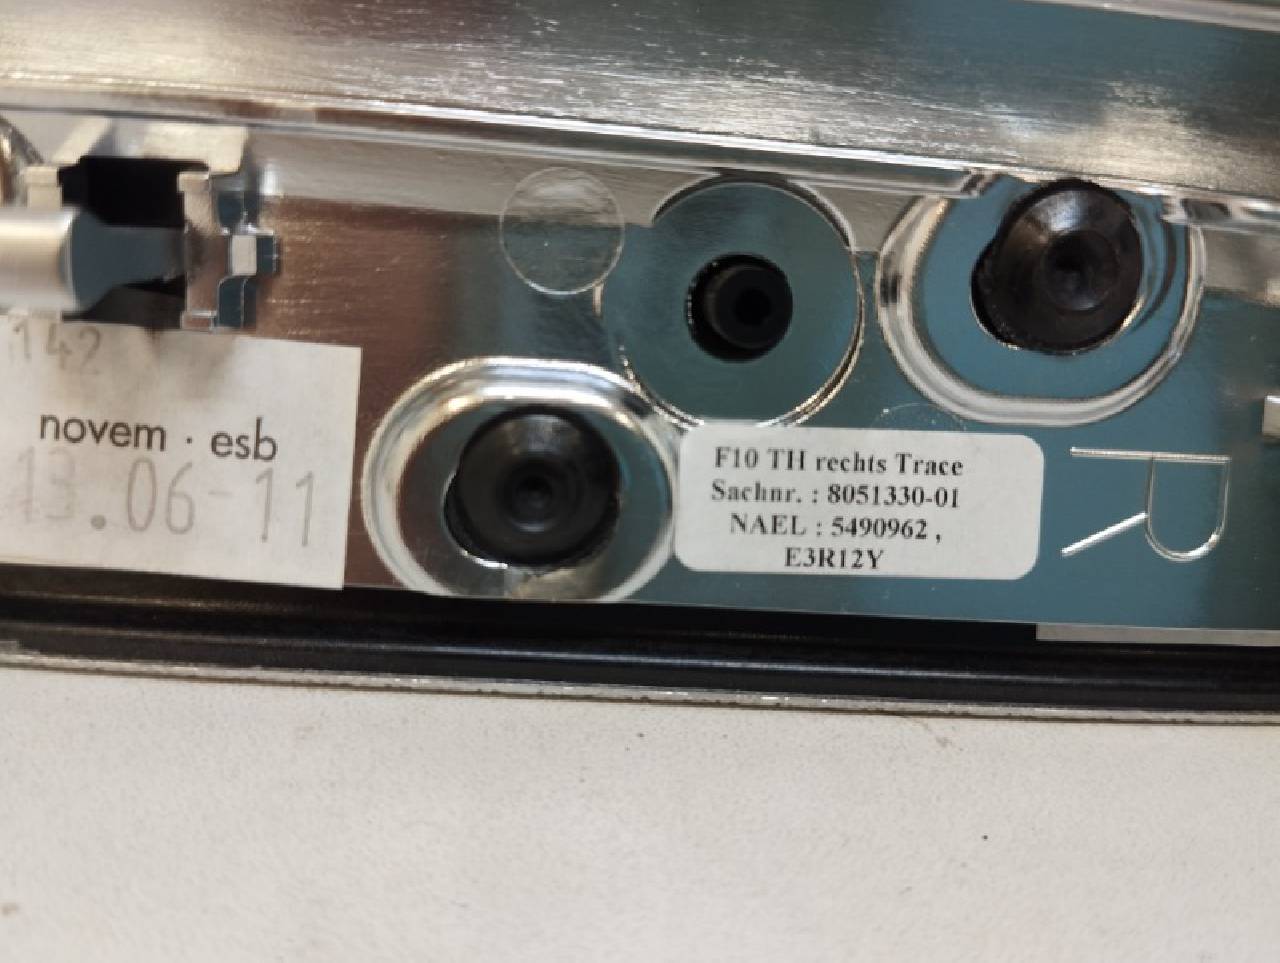 142
novem · esb
13.06-11
F10 TH rechts Trace
Sachnr. : 8051330-01
NAEL : 5490962 ,
E3R12Y
R